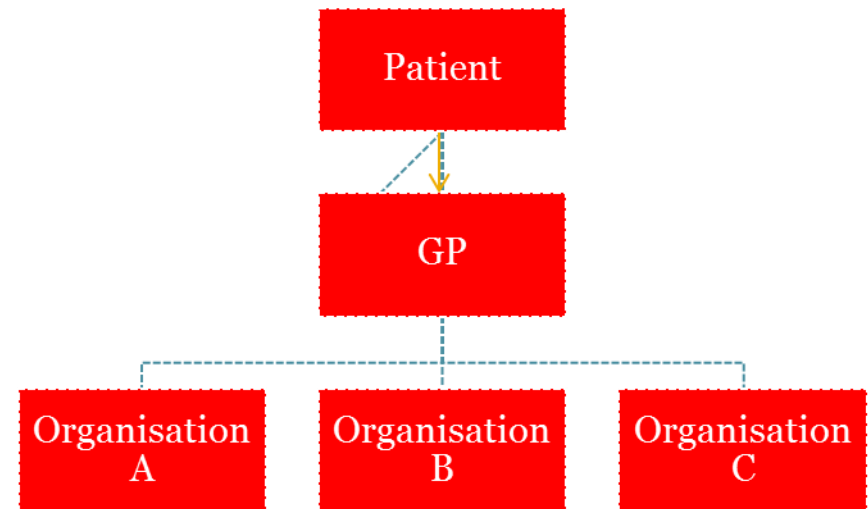 Patient
GP
Organisation
A
Organisation
B
Organisation
C